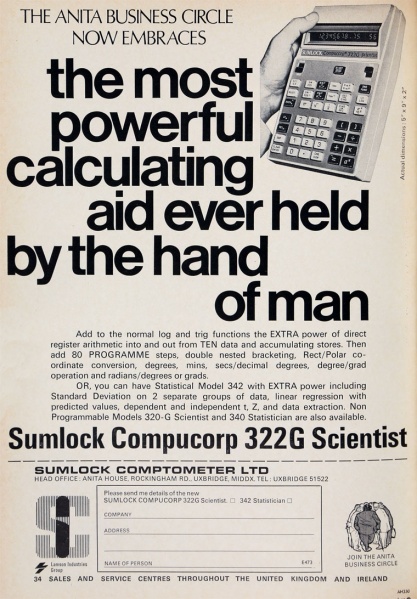 THE ANITA BUSINESS CIRCLE
NOW EMBRACES
the most
powerful
calculating
aid ever held
by the hand
of man
SUMLOCK Compucorp 322G Scientist
Actual dimensions: 5" x 8" x 2"
Add to the normal log and trig functions the EXTRA power of direct
register arithmetic into and out from TEN data and accumulating stores. Then
add 80 PROGRAMME steps, double nested bracketing, Rect/Polar co-
ordinate conversion, degrees, mins, secs/decimal degrees, degree/grad
operation and radians/degrees or grads.
OR, you can have Statistical Model 342 with EXTRA power including
Standard Deviation on 2 separate groups of data, linear regression with
predicted values, dependent and independent t, Z, and data extraction. Non
Programmable Models 320-G Scientist and 340 Statistician are also available.
Sumlock Compucorp 322G Scientist
SUMLOCK COMPTOMETER LTD
HEAD OFFICE: ANITA HOUSE, ROCKINGHAM RD., UXBRIDGE, MIDDX. TEL: UXBRIDGE 51522
Please send me details of the new
SUMLOCK COMPUCORP 322G Scientist. □ 342 Statistician □
COMPANY
ADDRESS
NAME OF PERSON E473
Lamson Industries
Group
JOIN THE ANITA
BUSINESS CIRCLE
34 SALES AND SERVICE CENTRES THROUGHOUT THE UNITED KINGDOM AND IRELAND